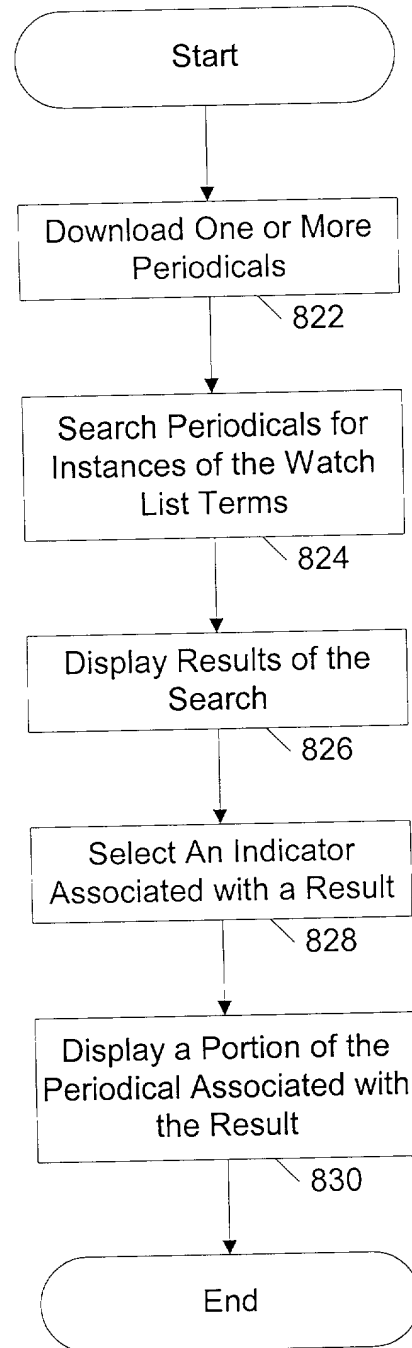 Start
Download One or More
Periodicals
822
Search Periodicals for
Instances of the Watch
List Terms
824
Display Results of the
Search
826
Select An Indicator
Associated with a Result
828
Display a Portion of the
Periodical Associated with
the Result
830
End